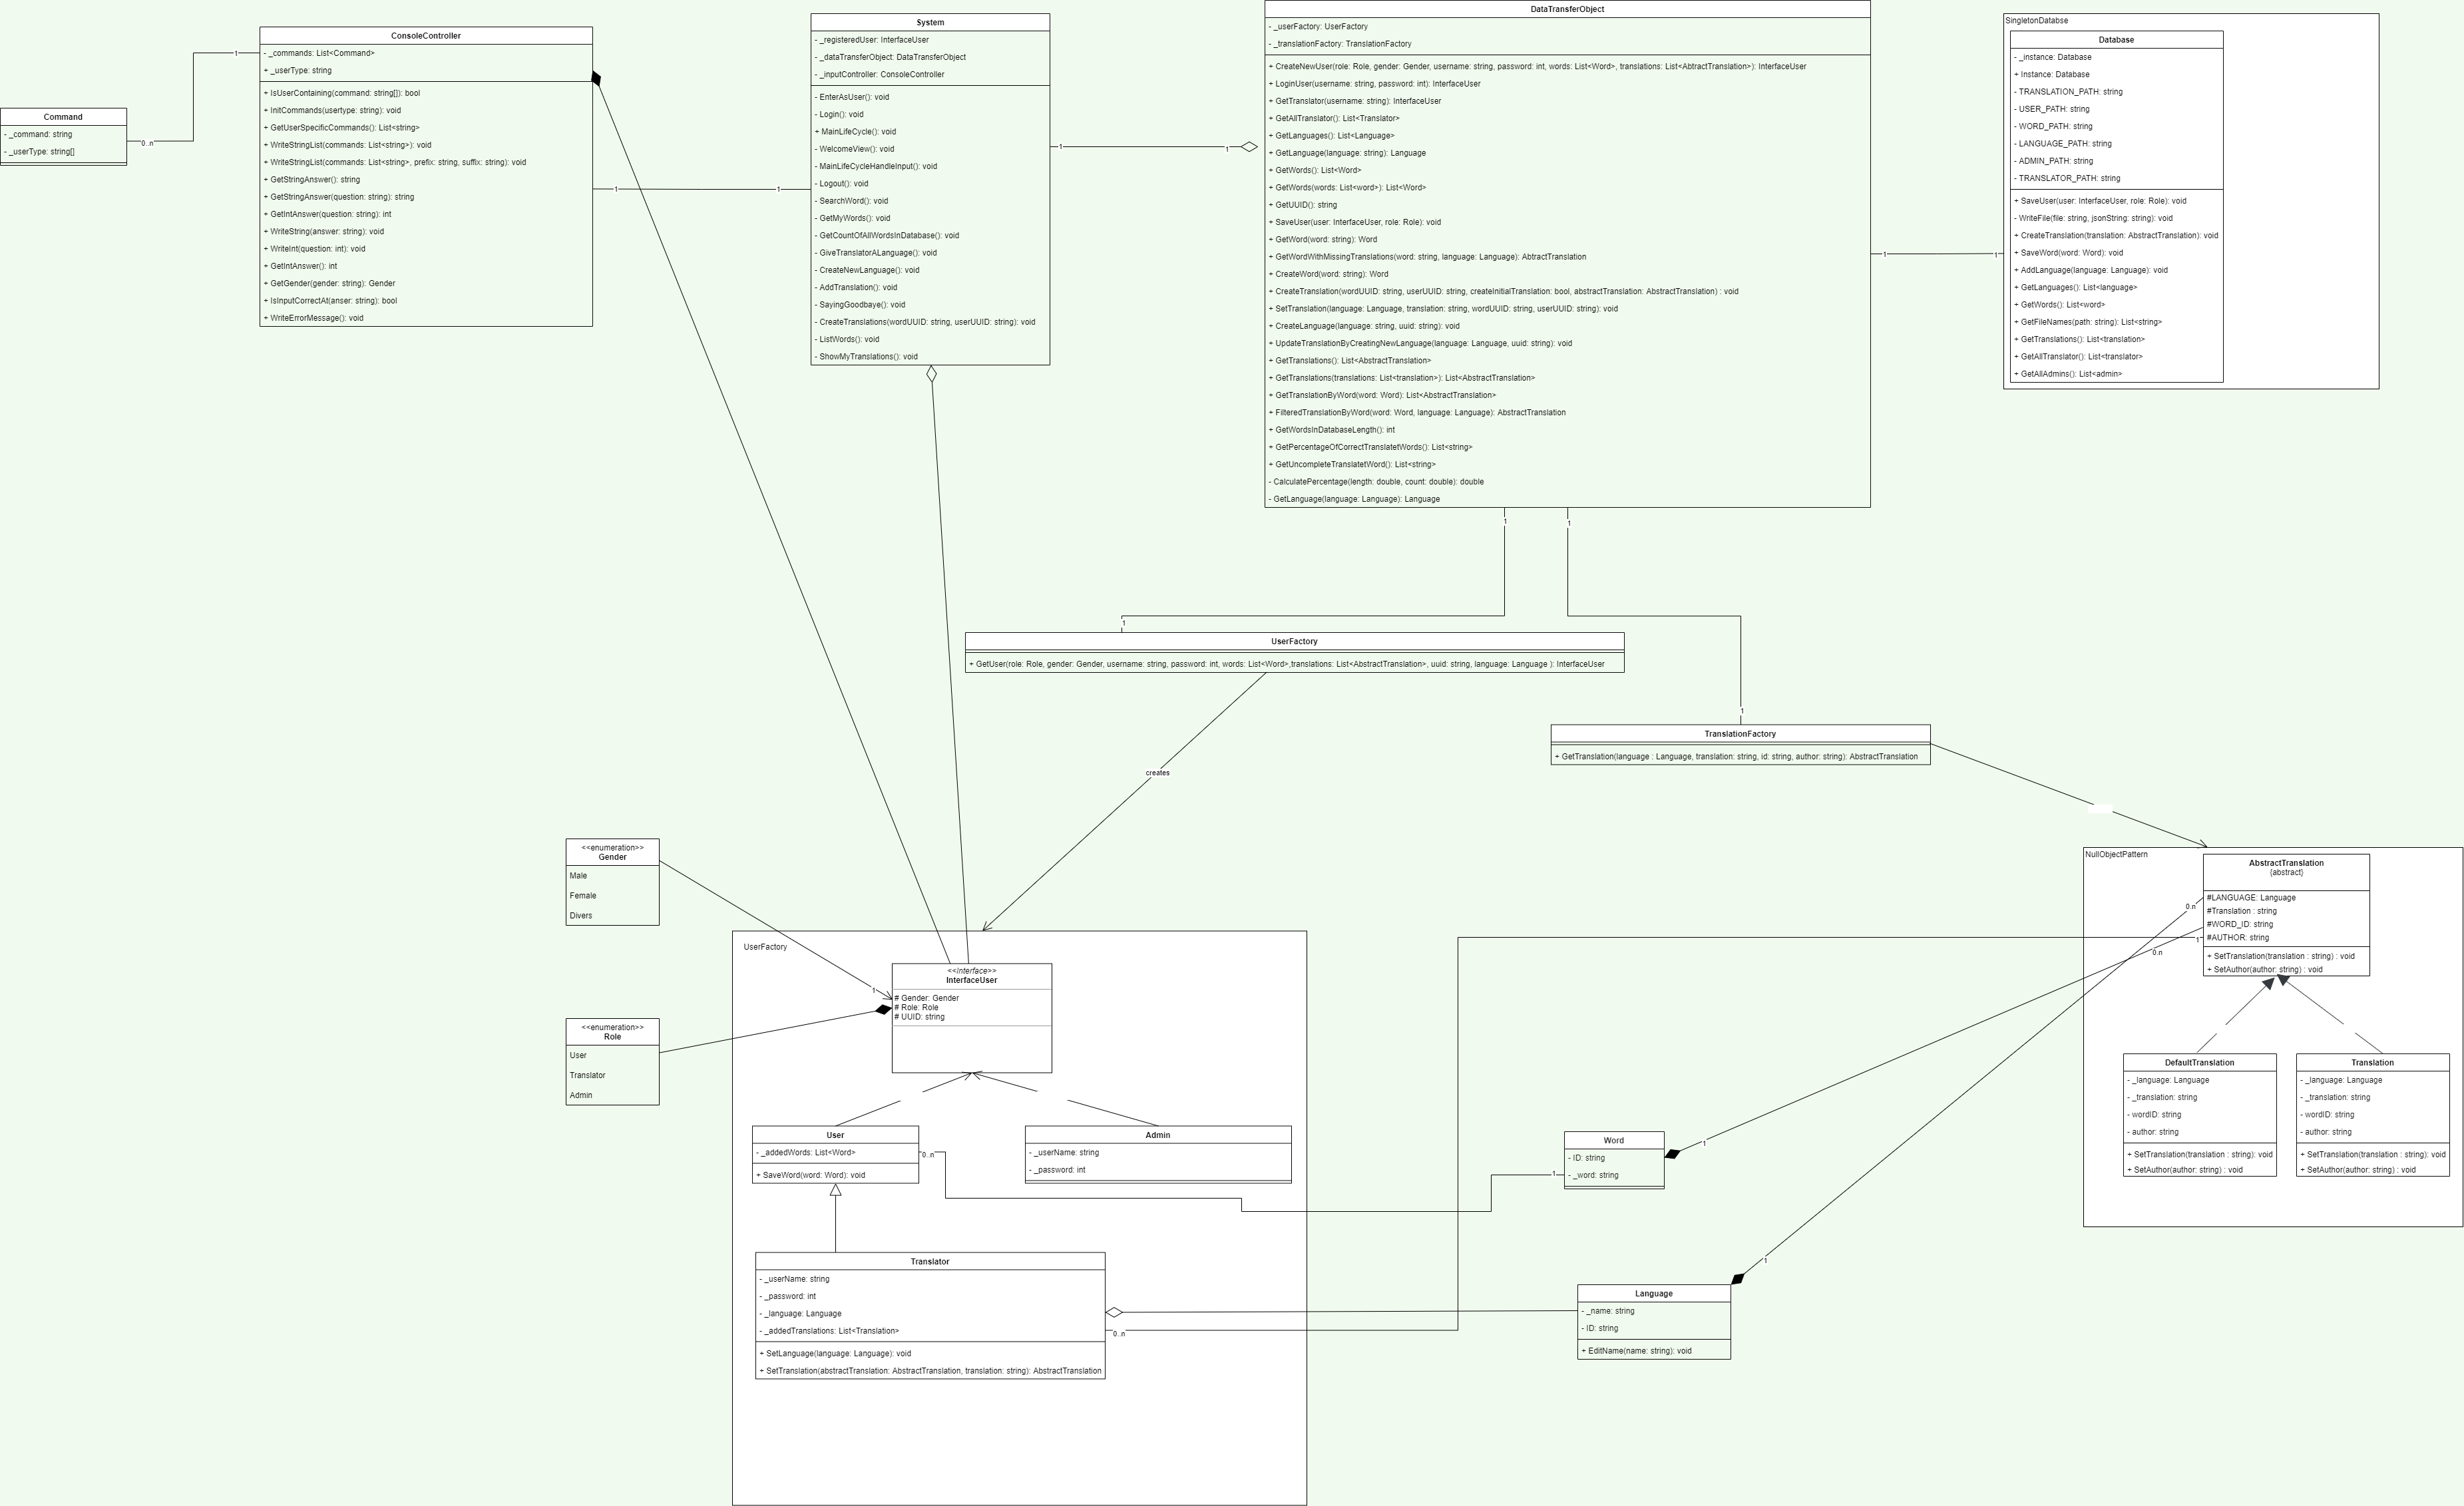 Command
- _command: string
- _userType: string[]
0..n
1
ConsoleController
- _commands: List<Command>
+ _userType: string
+ IsUserContaining(command: string[]): bool
+ InitCommands(usertype: string): void
+ GetUserSpecificCommands(): List<string>
+ WriteStringList(commands: List<string>): void
+ WriteStringList(commands: List<string>, prefix: string, suffix: string): void
+ GetStringAnswer(): string
+ GetStringAnswer(question: string): string
+ GetIntAnswer(question: string): int
+ WriteString(answer: string): void
+ WriteInt(question: int): void
+ GetIntAnswer(): int
+ GetGender(gender: string): Gender
+ IsInputCorrectAt(anser: string): bool
+ WriteErrorMessage(): void
1
1
System
- _registeredUser: InterfaceUser
- _dataTransferObject: DataTransferObject
- _inputController: ConsoleController
- EnterAsUser(): void
- Login(): void
+ MainLifeCycle(): void
- WelcomeView(): void
- MainLifeCycleHandleInput(): void
- Logout(): void
- SearchWord(): void
- GetMyWords(): void
- GetCountOfAllWordsInDatabase(): void
- GiveTranslatorALanguage(): void
- CreateNewLanguage(): void
- AddTranslation(): void
- SayingGoodbaye(): void
- CreateTranslations(wordUUID: string, userUUID: string): void
- ListWords(): void
- ShowMyTranslations(): void
1
1
DataTransferObject
- _userFactory: UserFactory
- _translationFactory: TranslationFactory
+ CreateNewUser(role: Role, gender: Gender, username: string, password: int, words: List<Word>, translations: List<AbtractTranslation>): InterfaceUser
+ LoginUser(username: string, password: int): InterfaceUser
+ GetTranslator(username: string): InterfaceUser
+ GetAllTranslator(): List<Translator>
+ GetLanguages(): List<Language>
+ GetLanguage(language: string): Language
+ GetWords(): List<Word>
+ GetWords(words: List<word>): List<Word>
+ GetUUID(): string
+ SaveUser(user: InterfaceUser, role: Role): void
+ GetWord(word: string): Word
+ GetWordWithMissingTranslations(word: string, language: Language): AbtractTranslation
+ CreateWord(word: string): Word
+ CreateTranslation(wordUUID: string, userUUID: string, createInitialTranslation: bool, abstractTranslation: AbstractTranslation) : void
+ SetTranslation(language: Language, translation: string, wordUUID: string, userUUID: string): void
+ CreateLanguage(language: string, uuid: string): void
+ UpdateTranslationByCreatingNewLanguage(language: Language, uuid: string): void
+ GetTranslations(): List<AbstractTranslation>
+ GetTranslations(translations: List<translation>): List<AbstractTranslation>
+ GetTranslationByWord(word: Word): List<AbstractTranslation>
+ FilteredTranslationByWord(word: Word, language: Language): AbstractTranslation
+ GetWordsInDatabaseLength(): int
+ GetPercentageOfCorrectTranslatetWords(): List<string>
+ GetUncompleteTranslatetWord(): List<string>
- CalculatePercentage(length: double, count: double): double
- GetLanguage(language: Language): Language
1
1
SingletonDatabse
Database
- _instance: Database
+ Instance: Database
- TRANSLATION_PATH: string
- USER_PATH: string
- WORD_PATH: string
- LANGUAGE_PATH: string
- ADMIN_PATH: string
- TRANSLATOR_PATH: string
+ SaveUser(user: InterfaceUser, role: Role): void
- WriteFile(file: string, jsonString: string): void
+ CreateTranslation(translation: AbstractTranslation): void
+ SaveWord(word: Word): void
+ AddLanguage(language: Language): void
+ GetLanguages(): List<language>
+ GetWords(): List<word>
+ GetFileNames(path: string): List<string>
+ GetTranslations(): List<translation>
+ GetAllTranslator(): List<translator>
+ GetAllAdmins(): List<admin>
1
1
1
UserFactory
+ GetUser(role: Role, gender: Gender, username: string, password: int, words: List<Word>,translations: List<AbstractTranslation>, uuid: string, language: Language ): InterfaceUser
1
TranslationFactory
+ GetTranslation(language : Language, translation: string, id: string, author: string): AbstractTranslation
creates
<<enumeration>>
Gender
Male
Female
Divers
1
<<enumeration>>
Role
User
Translator
Admin
UserFactory
<<Interface>>
InterfaceUser
# Gender: Gender
# Role: Role
# UUID: string
User
- _addedWords: List<Word>
+ SaveWord(word: Word): void
0..n
Admin
- _userName: string
- _password: int
Translator
- _userName: string
- _password: int
- _language: Language
- _addedTranslations: List<Translation>
+ SetLanguage(language: Language): void
+ SetTranslation(abstractTranslation: AbstractTranslation, translation: string): AbstractTranslation
0..n
1
Word
- ID: string
- _word: string
1
Language
- _name: string
- ID: string
+ EditName(name: string): void
1
NullObjectPattern
AbstractTranslation
{abstract}
#LANGUAGE: Language
#Translation : string
#WORD_ID: string
#AUTHOR: string
+ SetTranslation(translation : string) : void
+ SetAuthor(author: string) : void
0.n
1
0.n
DefaultTranslation
- _language: Language
- _translation: string
- wordID: string
- author: string
+ SetTranslation(translation : string): void
+ SetAuthor(author: string) : void
Translation
- _language: Language
- _translation: string
- wordID: string
- author: string
+ SetTranslation(translation : string): void
+ SetAuthor(author: string) : void